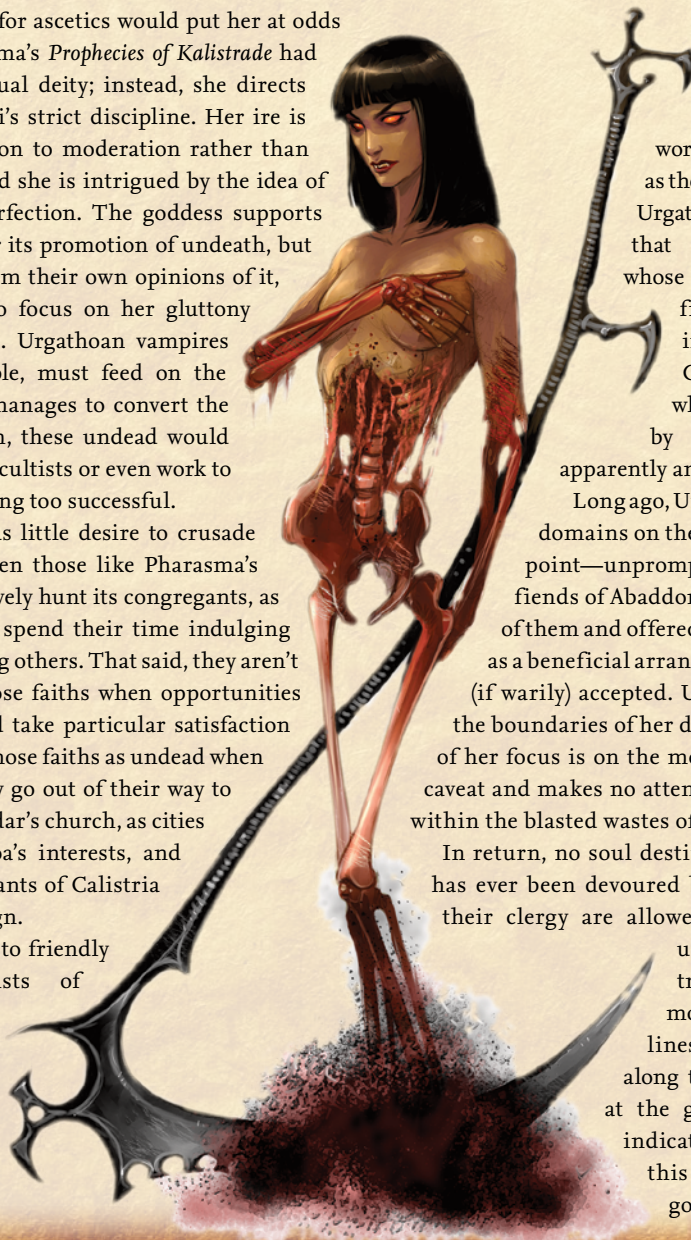 for ascetics would put her at odds
ma's Prophecies of Kalistrade had
ual deity; instead, she directs
i's strict discipline. Her ire is
on to moderation rather than
d she is intrigued by the idea of
rfection. The goddess supports
r its promotion of undeath, but
m their own opinions of it,
o focus on her gluttony
. Urgathoan vampires
ple, must feed on the
manages to convert the
n, these undead would
cultists or even work to
ng too successful.
as little desire to crusade
en those like Pharasma's
vely hunt its congregants, as
spend their time indulging
g others. That said, they aren't
ose faiths when opportunities
d take particular satisfaction
hose faiths as undead when
y go out of their way to
dar's church, as cities
pa's interests, and
ants of Calistria
gn.
to friendly
sts of
wor
as the
Urgat
that
whose
fi
i
C
wh
by
apparently ar
Long ago, U
domains on the
point—unpromp
fiends of Abaddon
of them and offered
as a beneficial arran
(if warily) accepted. U
the boundaries of her d
of her focus is on the mo
caveat and makes no atten
within the blasted wastes of
In return, no soul desti
has ever been devoured b
their clergy are allowe
u
tr
mo
lines
along t
at the g
indicat
this
go